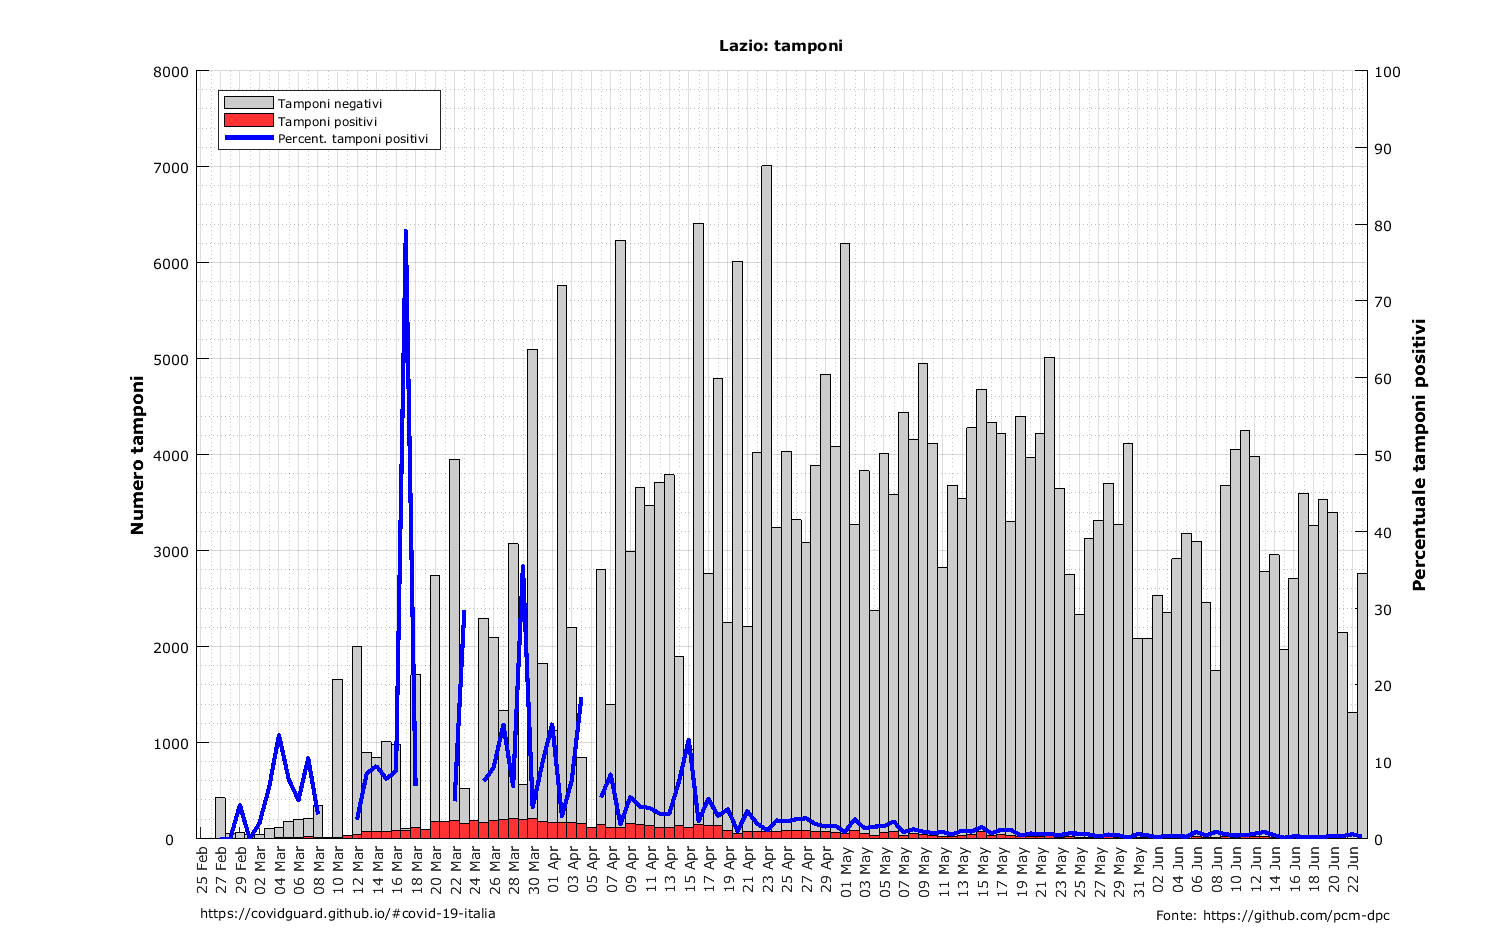 Lazio: tamponi
Tamponi negativi
Tamponi positivi
Percent. tamponi positivi
Numero tamponi
8000
7000
6000
5000
4000
3000
2000
1000
0
Percentuale tamponi positivi
100
90
80
70
60
50
40
30
20
10
0
25 Feb
27 Feb
29 Feb
02 Mar
04 Mar
06 Mar
08 Mar
10 Mar
12 Mar
14 Mar
16 Mar
18 Mar
20 Mar
22 Mar
24 Mar
26 Mar
28 Mar
30 Mar
01 Apr
03 Apr
05 Apr
07 Apr
09 Apr
11 Apr
13 Apr
15 Apr
17 Apr
19 Apr
21 Apr
23 Apr
25 Apr
27 Apr
29 Apr
01 May
03 May
05 May
07 May
09 May
11 May
13 May
15 May
17 May
19 May
21 May
23 May
25 May
27 May
29 May
31 May
02 Jun
04 Jun
06 Jun
08 Jun
10 Jun
12 Jun
14 Jun
16 Jun
18 Jun
20 Jun
22 Jun
https://covidguard.github.io/#covid-19-italia
Fonte: https://github.com/pcm-dpc